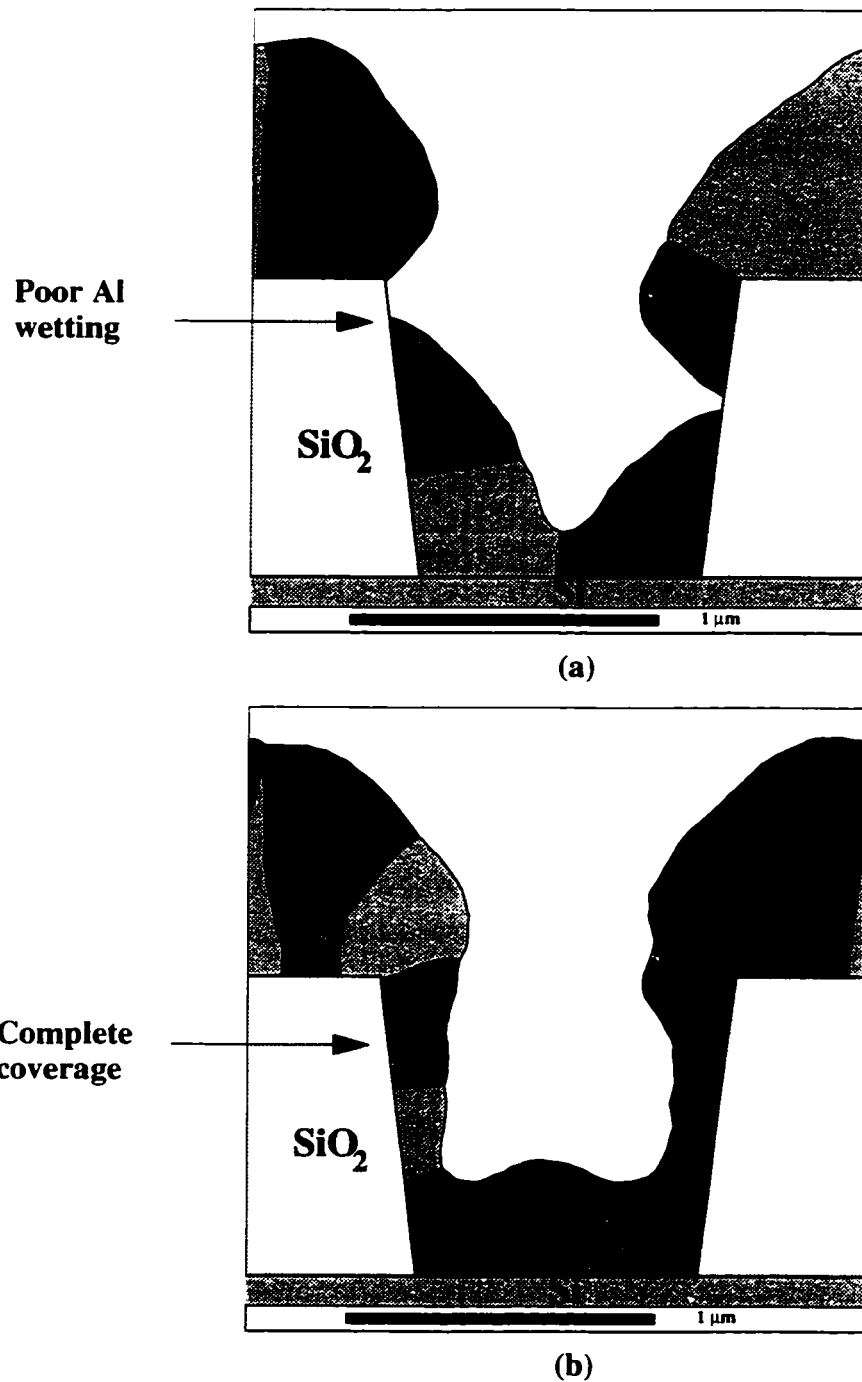 Poor Al
wetting
SiO₂
1 μm
(a)
Complete
coverage
SiO₂
1 μm
(b)